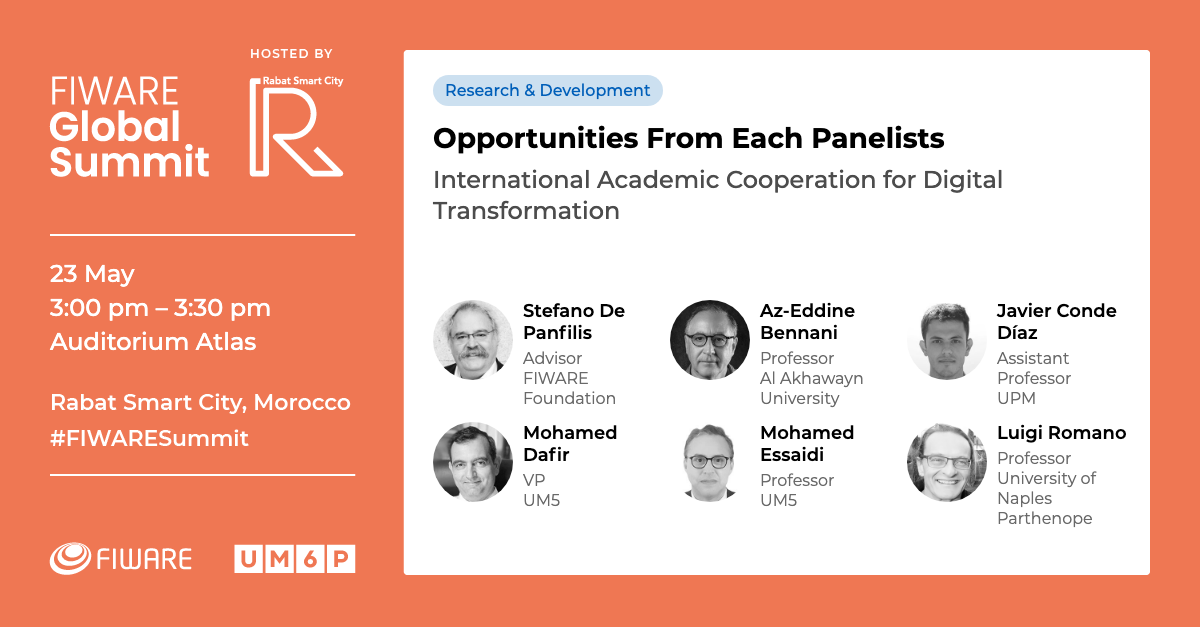 HOSTED BY
FIWARE
Global
Summit
Rabat Smart City
R
23 May
3:00 pm – 3:30 pm
Auditorium Atlas
Rabat Smart City, Morocco
#FIWARESummit
FIWARE
UM6P
Research & Development
Opportunities From Each Panelists
International Academic Cooperation for Digital
Transformation
Stefano De
Panfilis
Advisor
FIWARE
Foundation
Az-Eddine
Bennani
Professor
Al Akhawayn
University
Javier Conde
Díaz
Assistant
Professor
UPM
Mohamed
Dafir
VP
UM5
Mohamed
Essaidi
Professor
UM5
Luigi Romano
Professor
University of
Naples
Parthenope